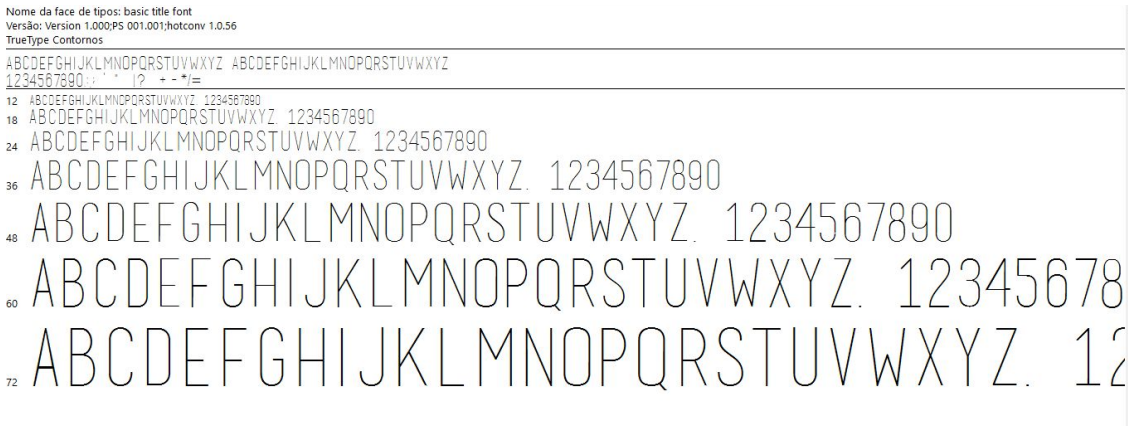 Nome da face de tipos: basic title font
Versão: Version 1.000;PS 001.001;hotconv 1.0.56
TrueType Contornos
ABCDEFGHIJKLMNOPQRSTUVWXYZ ABCDEFGHIJKLMNOPQRSTUVWXYZ
1234567890.:,; ' " !? + - * / =
12 ABCDEFGHIJKLMNOPQRSTUVWXYZ. 1234567890
18 ABCDEFGHIJKLMNOPQRSTUVWXYZ. 1234567890
24 ABCDEFGHIJKLMNOPQRSTUVWXYZ. 1234567890
36 ABCDEFGHIJKLMNOPQRSTUVWXYZ. 1234567890
48 ABCDEFGHIJKLMNOPQRSTUVWXYZ. 1234567890
60 ABCDEFGHIJKLMNOPQRSTUVWXYZ. 12345678
72 ABCDEFGHIJKLMNOPQRSTUVWXYZ. 12